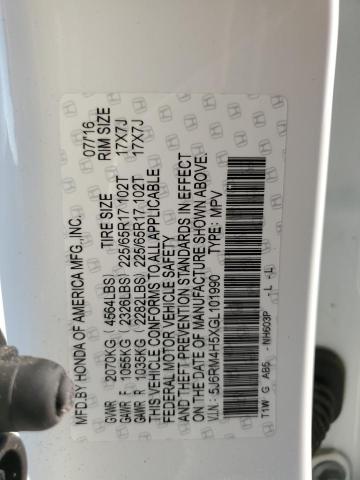 MFD.BY HONDA OF AMERICA MFG.,INC. 07/16
TIRE SIZE RIM SIZE
GVWR 2070KG (4564LBS)
GAWR F 1055KG (2326LBS) 225/65R17 102T 17X7J
GAWR R 1035KG (2282LBS) 225/65R17 102T 17X7J
THIS VEHICLE CONFORMS TO ALL APPLICABLE
FEDERAL MOTOR VEHICLE SAFETY
AND THEFT PREVENTION STANDARDS IN EFFECT
ON THE DATE OF MANUFACTURE SHOWN ABOVE.
V.I.N.: 5J6RM4H5XGL101990 TYPE: MPV
T1W G AB5 - NH603P - L - L